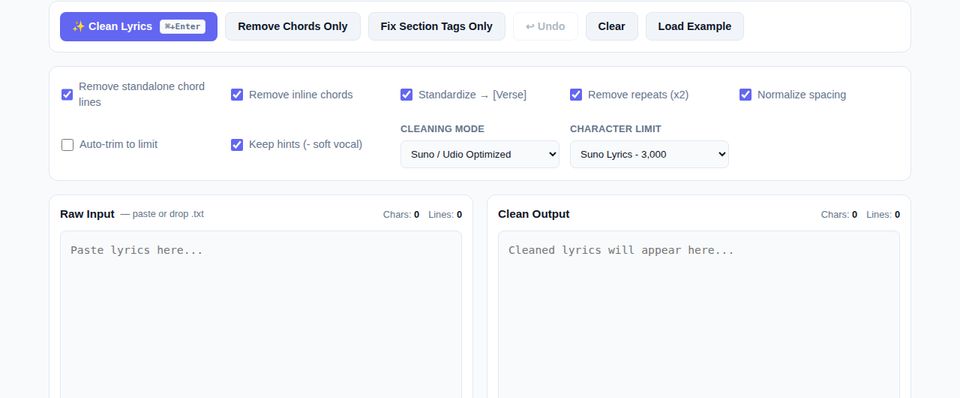 ✨ Clean Lyrics ⌘+Enter Remove Chords Only Fix Section Tags Only ↩ Undo Clear Load Example
Remove standalone chord
lines
Remove inline chords
Standardize → [Verse]
Remove repeats (x2)
Normalize spacing
Auto-trim to limit
Keep hints (- soft vocal)
CLEANING MODE
Suno / Udio Optimized
CHARACTER LIMIT
Suno Lyrics - 3,000
Raw Input — paste or drop .txt Chars: 0 Lines: 0
Paste lyrics here...
Clean Output Chars: 0 Lines: 0
Cleaned lyrics will appear here...